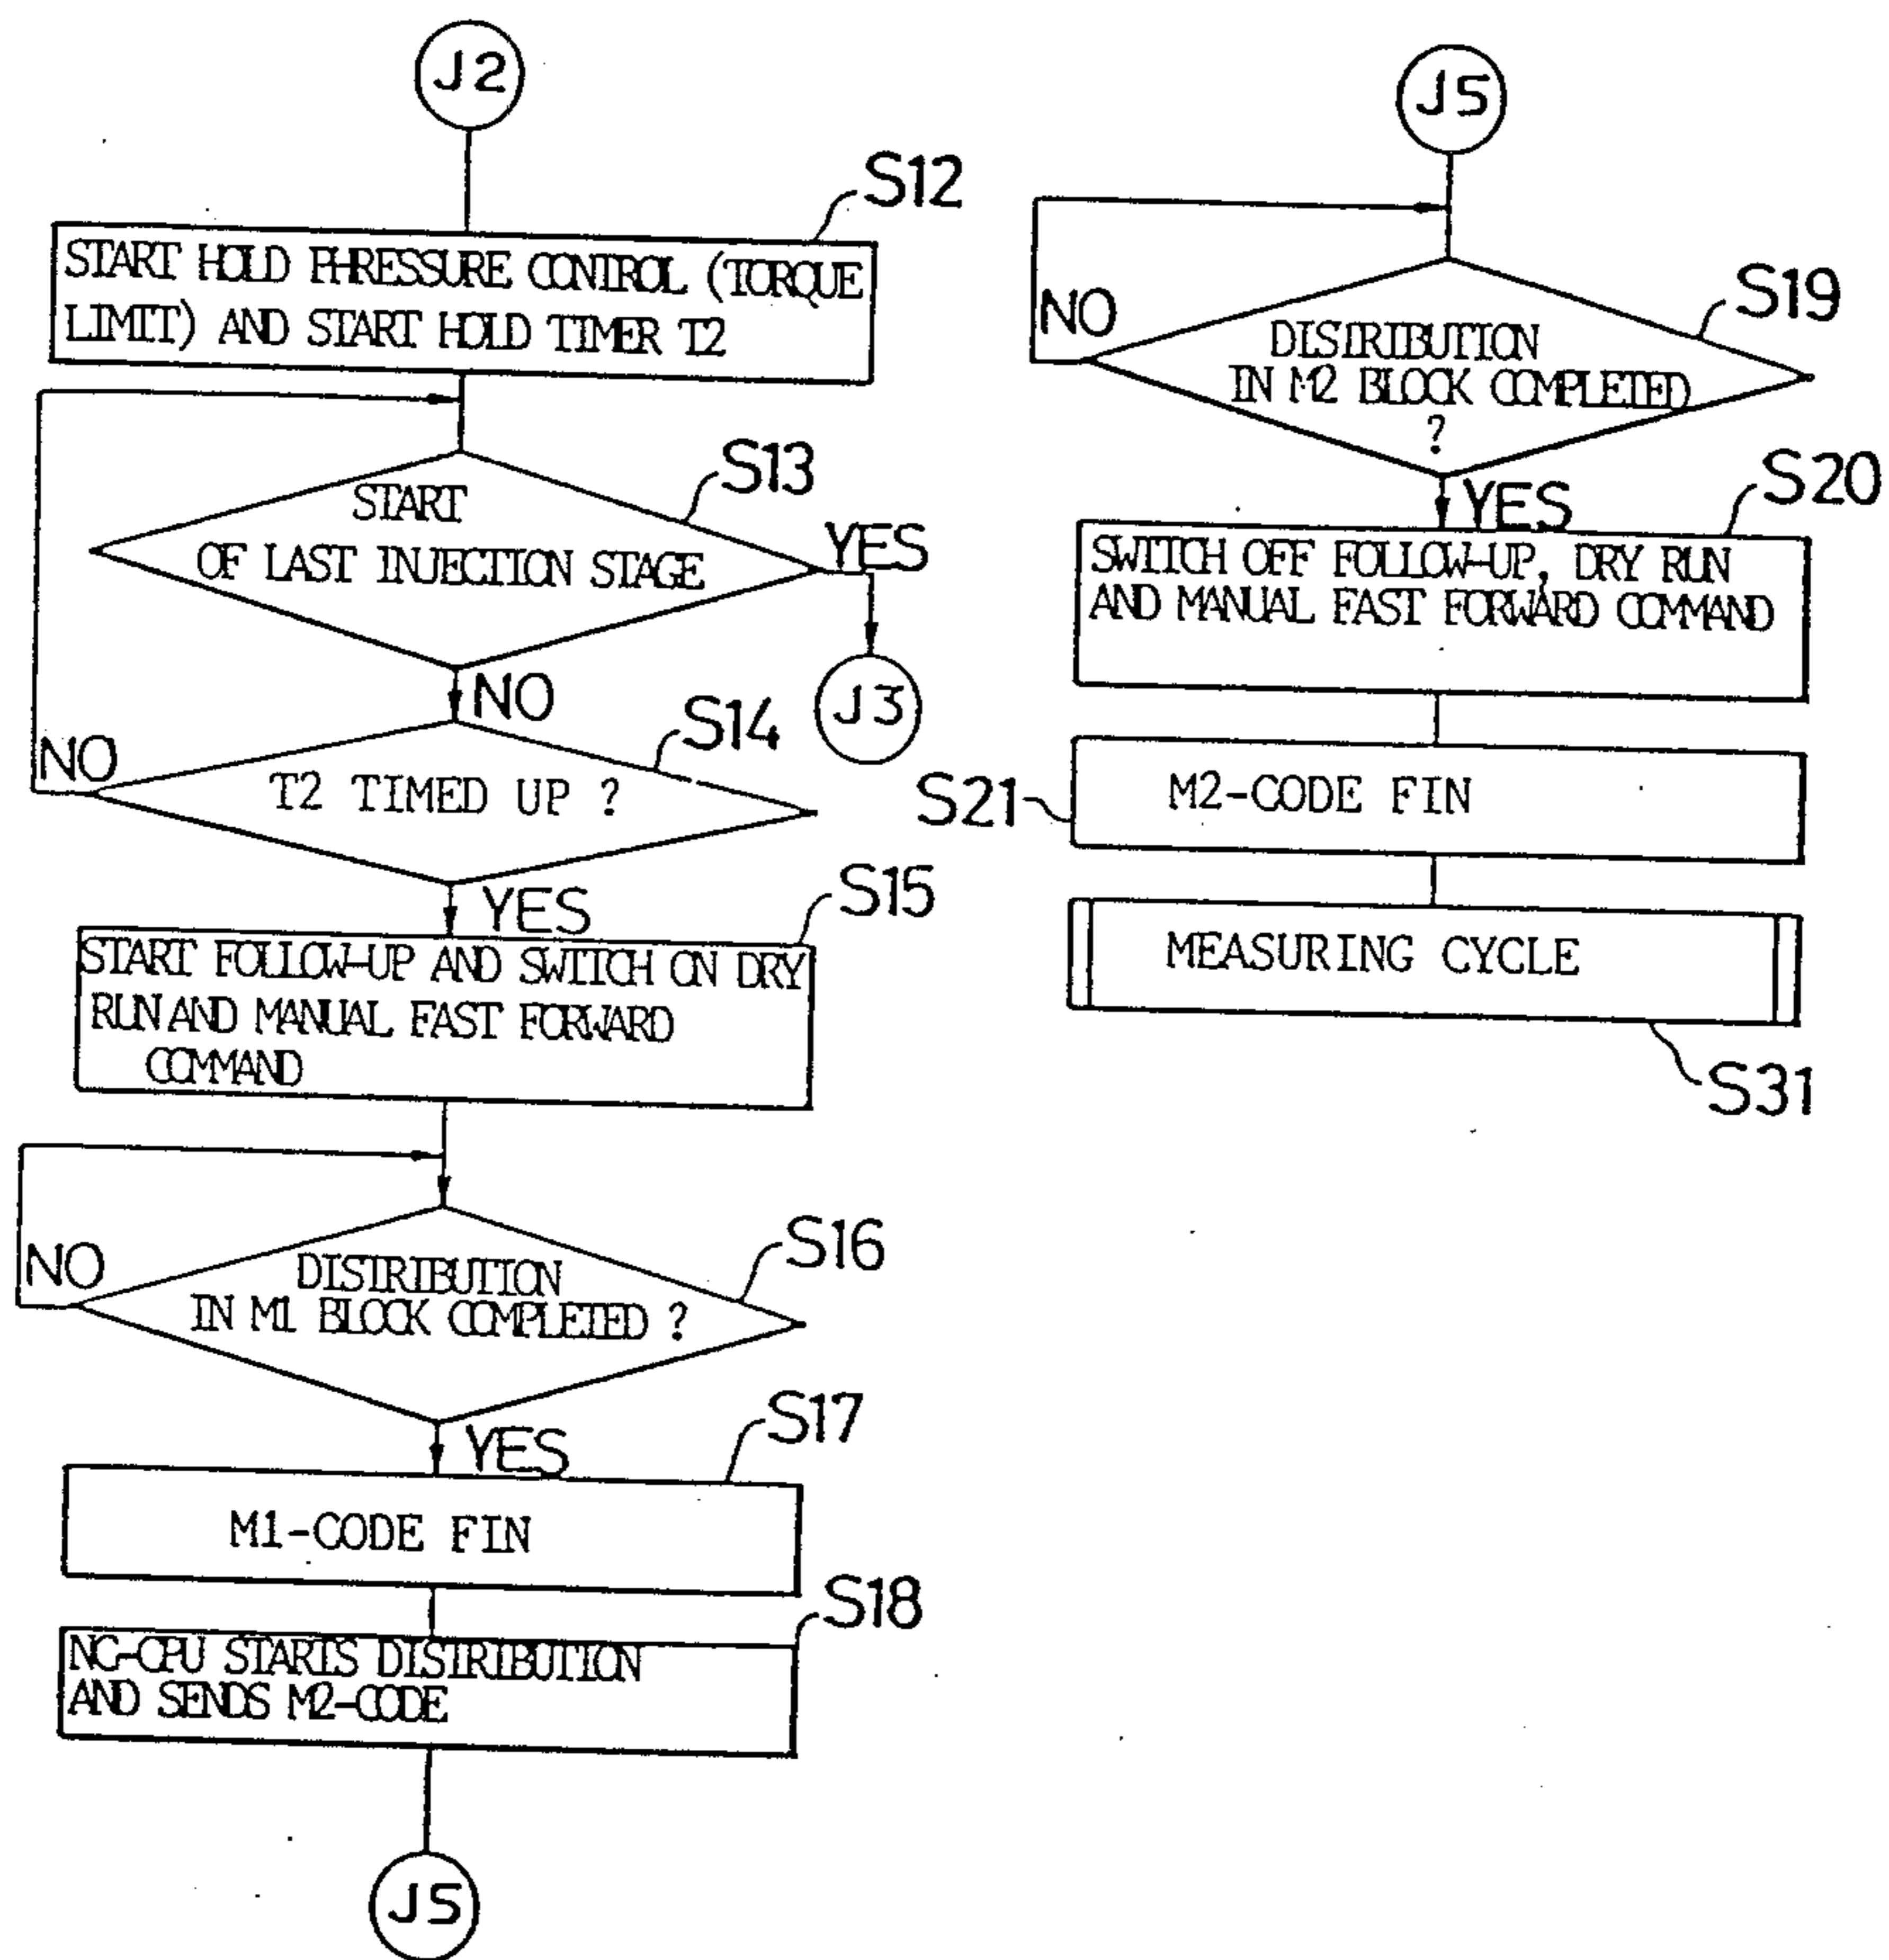 J2
S12
START HOLD PHRESSURE CONTROL (TORQUE
LIMIT) AND START HOLD TIMER T2
S13
START
OF LAST INJECTION STAGE
YES
J3
NO
S14
NO
T2 TIMED UP ?
YES
S15
START FOLLOW-UP AND SWITCH ON DRY
RUN AND MANUAL FAST FORWARD
COMMAND
S16
NO
DISTRIBUTION
IN M1 BLOCK COMPLETED ?
YES
S17
M1-CODE FIN
S18
NC-CPU STARTS DISTRIBUTION
AND SENDS M2-CODE
J5
J5
S19
NO
DISTRIBUTION
IN M2 BLOCK COMPLETED
?
YES
S20
SWITCH OFF FOLLOW-UP, DRY RUN
AND MANUAL FAST FORWARD COMMAND
S21
M2-CODE FIN
MEASURING CYCLE
S31